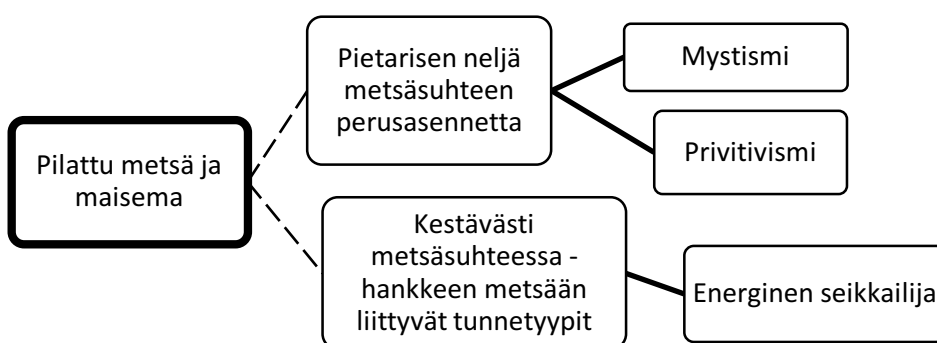 Pilattu metsä ja
maisema
Pietarisen neljä
metsäsuhteen
perusasennetta
Mystismi
Privitivismi
Kestävästi
metsäsuhteessa -
hankkeen metsään
liittyvät tunnetyypit
Energinen seikkailija